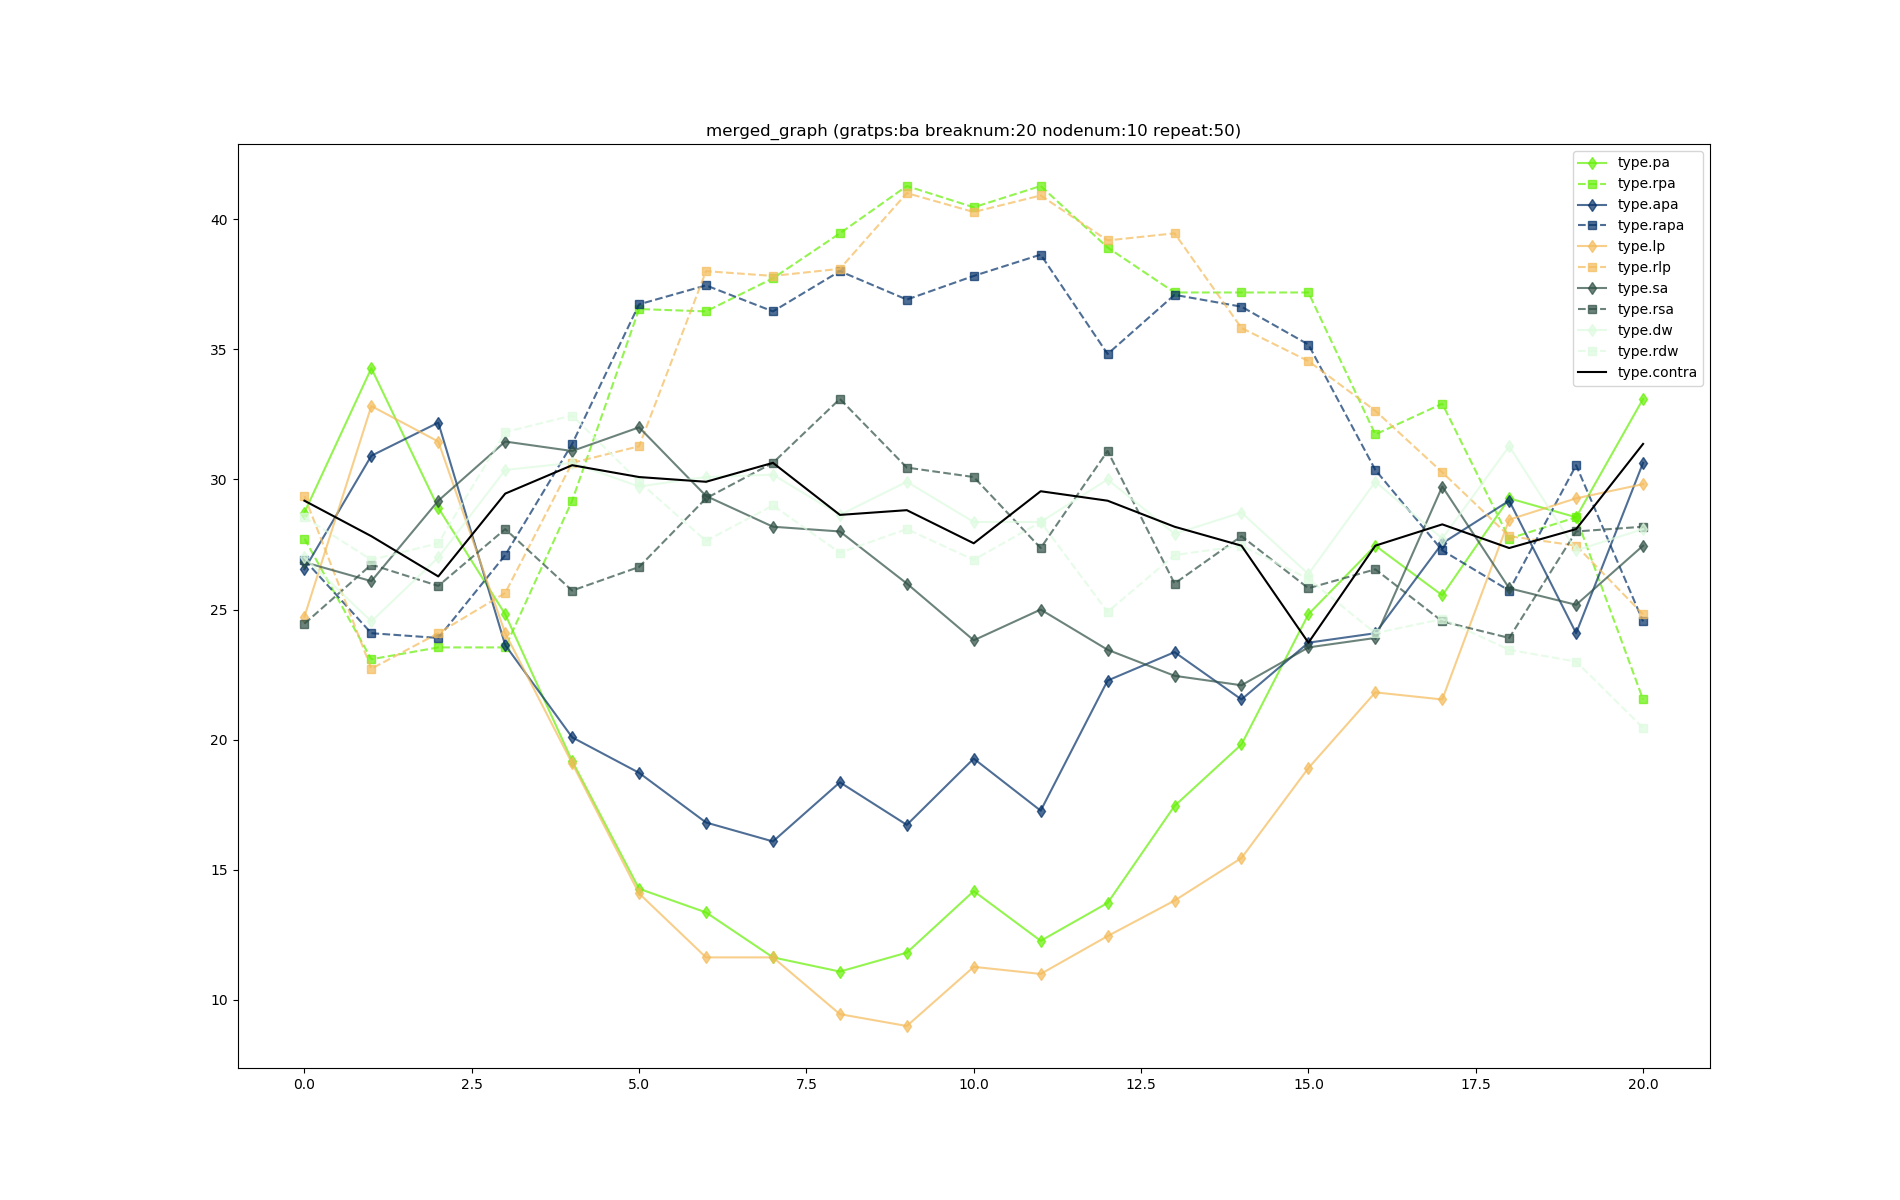 merged_graph (gratps:ba breaknum:20 nodenum:10 repeat:50)
type.pa
type.rpa
type.apa
type.rapa
type.lp
type.rlp
type.sa
type.rsa
type.dw
type.rdw
type.contra
40
35
30
25
20
15
10
0.0 2.5 5.0 7.5 10.0 12.5 15.0 17.5 20.0